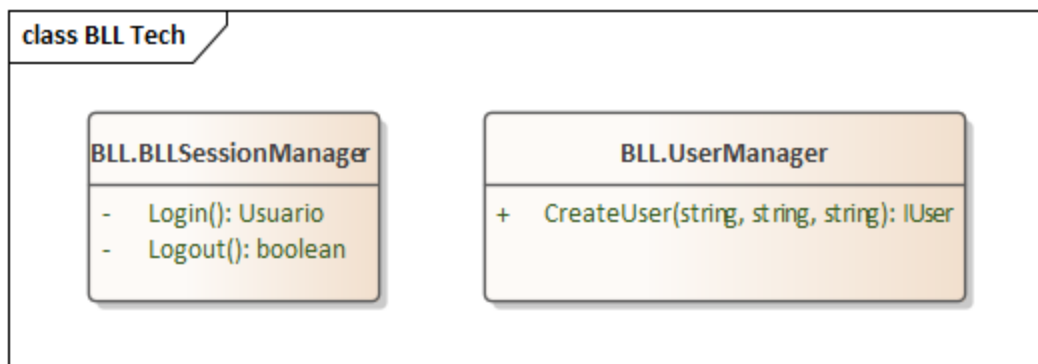 class BLL Tech
BLL.BLLSessionManager
- Login(): Usuario
- Logout(): boolean
BLL.UserManager
+ CreateUser(string, string, string): IUser